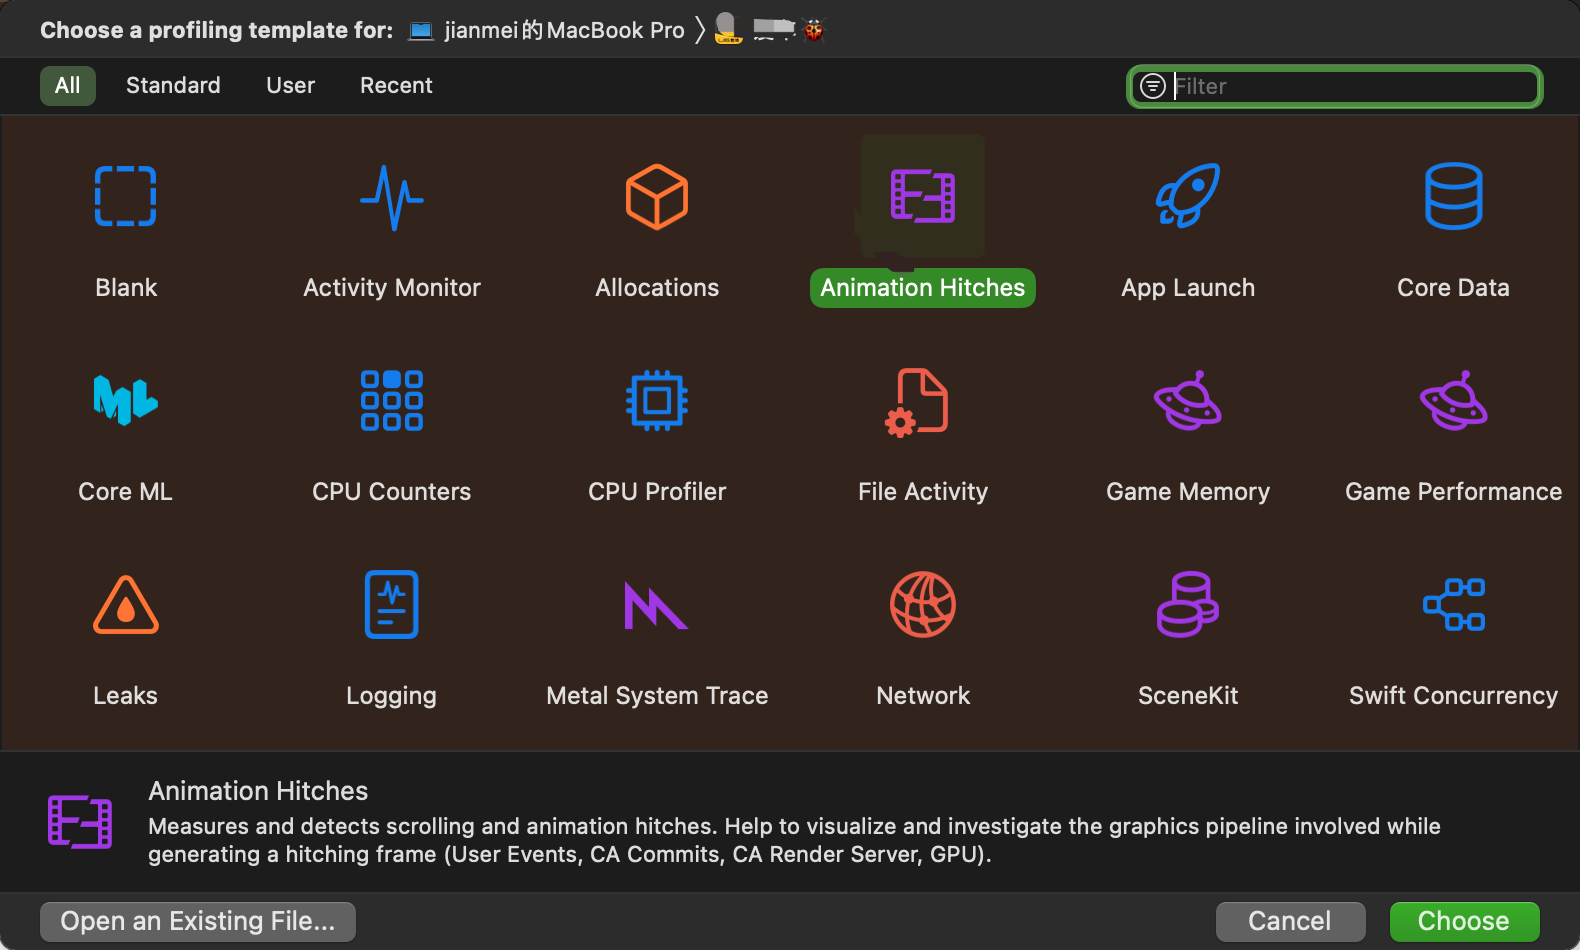 Choose a profiling template for: jianmei的MacBook Pro
All Standard User Recent Filter
Blank Activity Monitor Allocations Animation Hitches App Launch Core Data
Core ML CPU Counters CPU Profiler File Activity Game Memory Game Performance
Leaks Logging Metal System Trace Network SceneKit Swift Concurrency
Animation Hitches
Measures and detects scrolling and animation hitches. Help to visualize and investigate the graphics pipeline involved while
generating a hitching frame (User Events, CA Commits, CA Render Server, GPU).
Open an Existing File... Cancel Choose